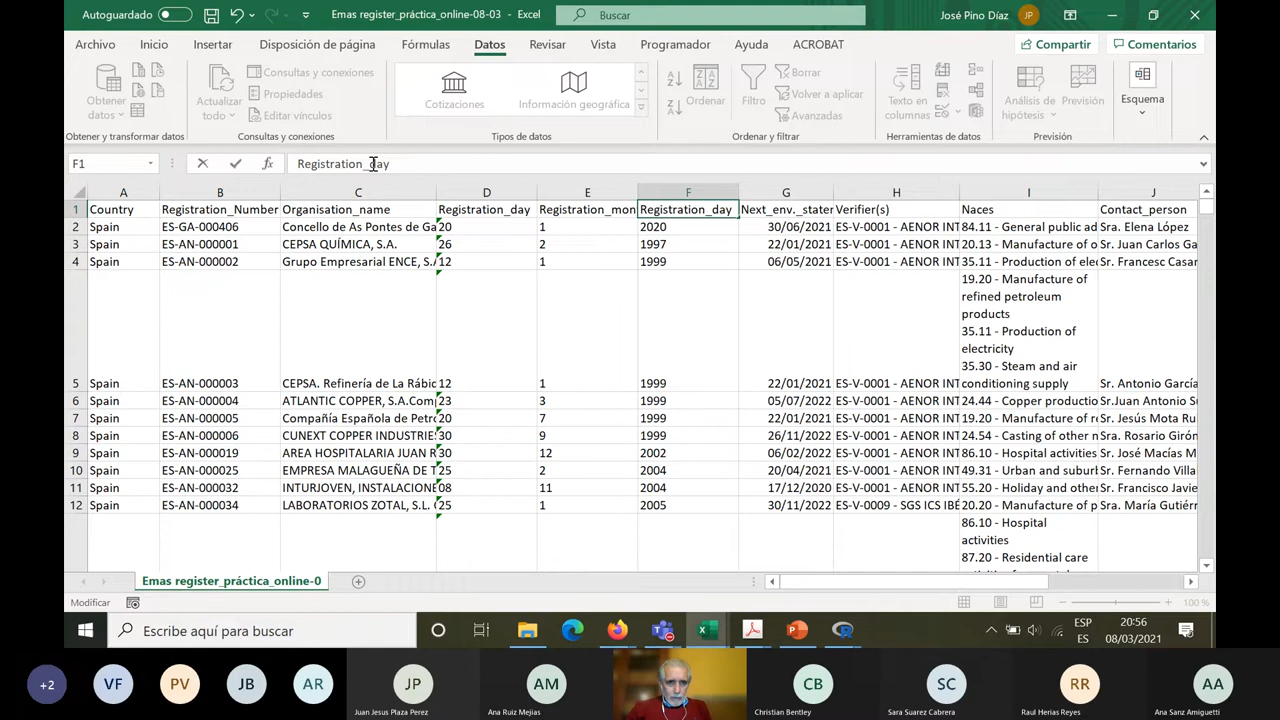 Autoguardado
Emas register_práctica_online-08-03 - Excel
Buscar
José Pino Díaz
JP
Archivo Inicio Insertar Disposición de página Fórmulas Datos Revisar Vista Programador Ayuda ACROBAT
Compartir
Comentarios
Obtener datos
Actualizar todo
Consultas y conexiones
Propiedades
Editar vínculos
Cotizaciones
Información geográfica
Ordenar
Filtro
Borrar
Volver a aplicar
Avanzadas
Texto en columnas
Análisis de hipótesis
Previsión
Esquema
Obtener y transformar datos
Consultas y conexiones
Tipos de datos
Ordenar y filtrar
Herramientas de datos
Previsión
F1
fx
Registration_day
A B C D E F G H I J
1 Country Registration_Number Organisation_name Registration_day Registration_mon Registration_day Next_env._stater Verifier(s) Naces Contact_person
2 Spain ES-GA-000406 Concello de As Pontes de Ga 20 1 2020 30/06/2021 ES-V-0001 - AENOR INT 84.11 - General public ad Sra. Elena López
3 Spain ES-AN-000001 CEPSA QUÍMICA, S.A. 26 2 1997 22/01/2021 ES-V-0001 - AENOR INT 20.13 - Manufacture of o Sr. Juan Carlos Ga
4 Spain ES-AN-000002 Grupo Empresarial ENCE, S./ 12 1 1999 06/05/2021 ES-V-0001 - AENOR INT 35.11 - Production of elec Sr. Francesc Casar
19.20 - Manufacture of
refined petroleum
products
35.11 - Production of
electricity
35.30 - Steam and air
5 Spain ES-AN-000003 CEPSA. Refinería de La Rábic 12 1 1999 22/01/2021 ES-V-0001 - AENOR INT conditioning supply Sr. Antonio García
6 Spain ES-AN-000004 ATLANTIC COPPER, S.A.Com 23 3 1999 05/07/2022 ES-V-0001 - AENOR INT 24.44 - Copper productio Sr.Juan Antonio S
7 Spain ES-AN-000005 Compañía Española de Petro 20 7 1999 22/01/2021 ES-V-0001 - AENOR INT 19.20 - Manufacture of r Sr. Jesús Mota Ru
8 Spain ES-AN-000006 CUNEXT COPPER INDUSTRIE 30 9 1999 26/11/2022 ES-V-0001 - AENOR INT 24.54 - Casting of other n Sra. Rosario Girón
9 Spain ES-AN-000019 AREA HOSPITALARIA JUAN R 30 12 2002 06/02/2022 ES-V-0001 - AENOR INT 86.10 - Hospital activities Sr. José Macías M
10 Spain ES-AN-000025 EMPRESA MALAGUEÑA DE T 25 2 2004 20/04/2021 ES-V-0001 - AENOR INT 49.31 - Urban and suburl Sr. Fernando Villa
11 Spain ES-AN-000032 INTURJOVEN, INSTALACIONE 08 11 2004 17/12/2020 ES-V-0001 - AENOR INT 55.20 - Holiday and othe Sr. Francisco Javie
12 Spain ES-AN-000034 LABORATORIOS ZOTAL, S.L. 25 1 2005 30/11/2022 ES-V-0009 - SGS ICS IBÉ 20.20 - Manufacture of p Sra. María Gutiérr
86.10 - Hospital
activities
87.20 - Residential care
Emas register_práctica_online-0
Modificar
100 %
Escribe aquí para buscar
ESP
ES
20:56
08/03/2021
+2 VF PV JB AR JP AM CB SC RR AA
Juan Jesus Plaza Perez
Ana Ruiz Mejias
Christian Bentley
Sara Suarez Cabrera
Raul Herias Reyes
Ana Sanz Amiguetti